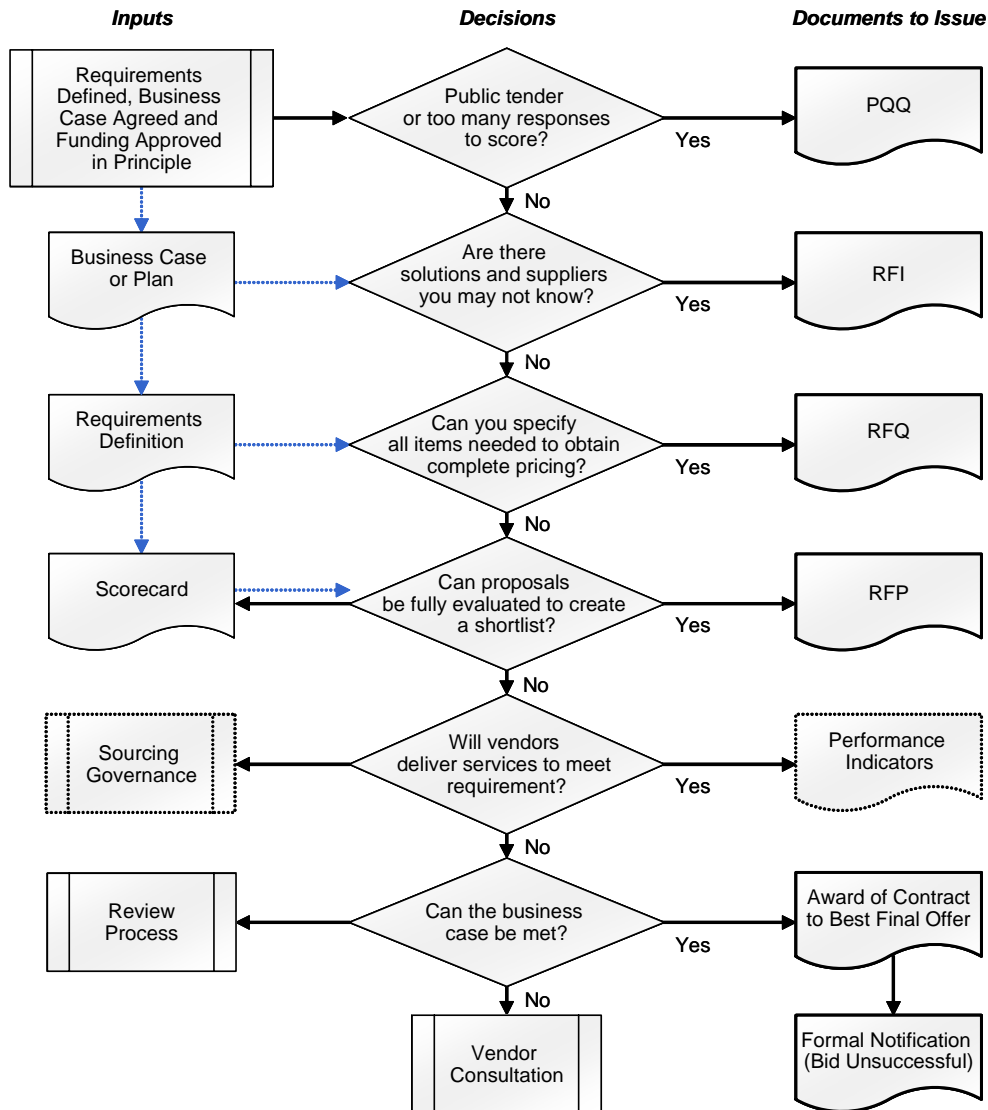 Inputs
Decisions
Documents to Issue
Requirements
Defined, Business
Case Agreed and
Funding Approved
in Principle
Public tender
or too many responses
to score?
Yes
PQQ
No
Business Case
or Plan
Are there
solutions and suppliers
you may not know?
Yes
RFI
No
Requirements
Definition
Can you specify
all items needed to obtain
complete pricing?
Yes
RFQ
No
Scorecard
Can proposals
be fully evaluated to create
a shortlist?
Yes
RFP
No
Sourcing
Governance
Will vendors
deliver services to meet
requirement?
Yes
Performance
Indicators
No
Review
Process
Can the business
case be met?
Yes
Award of Contract
to Best Final Offer
No
Vendor
Consultation
Formal Notification
(Bid Unsuccessful)